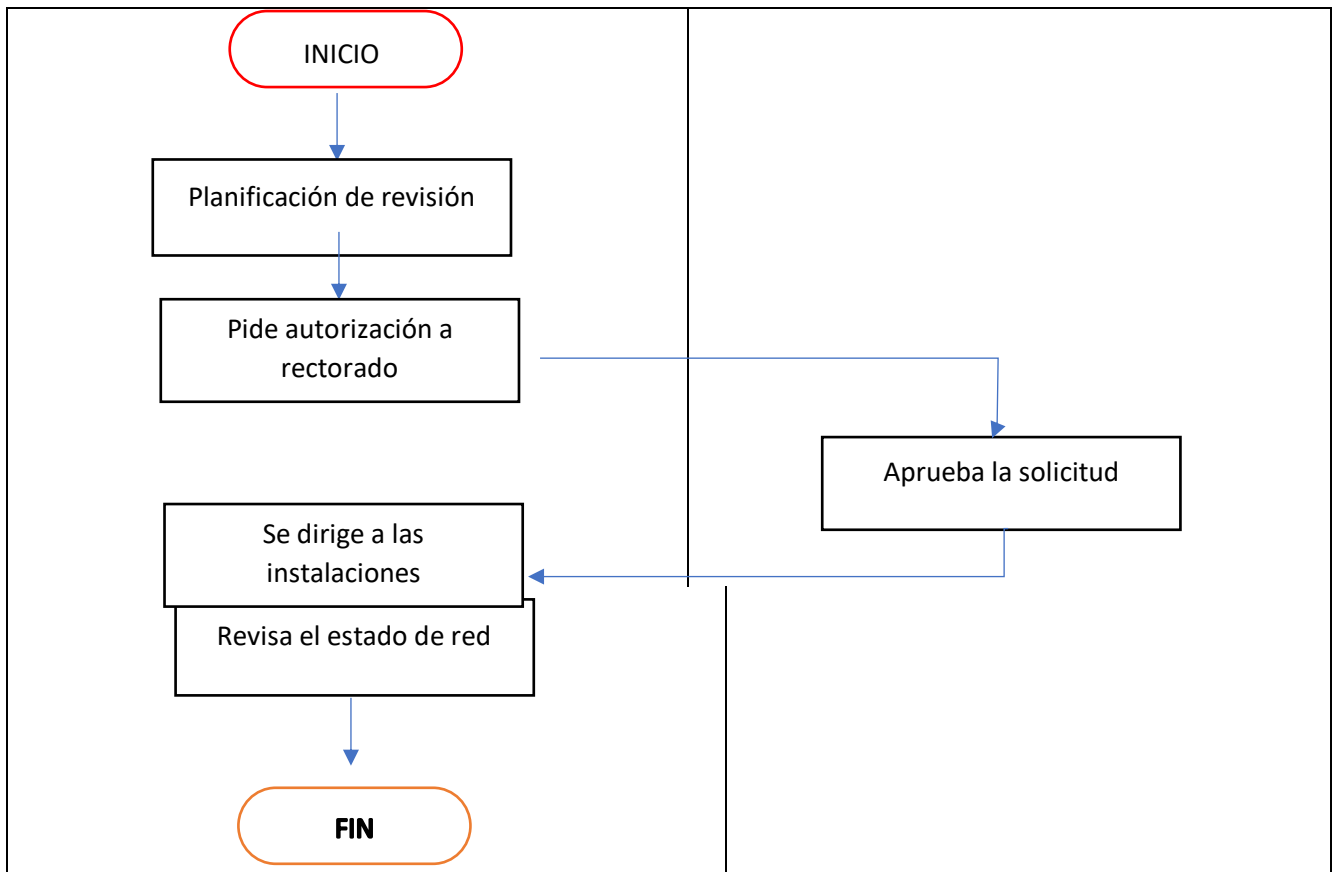 INICIO
Planificación de revisión
Pide autorización a
rectorado
Aprueba la solicitud
Se dirige a las
instalaciones
Revisa el estado de red
FIN